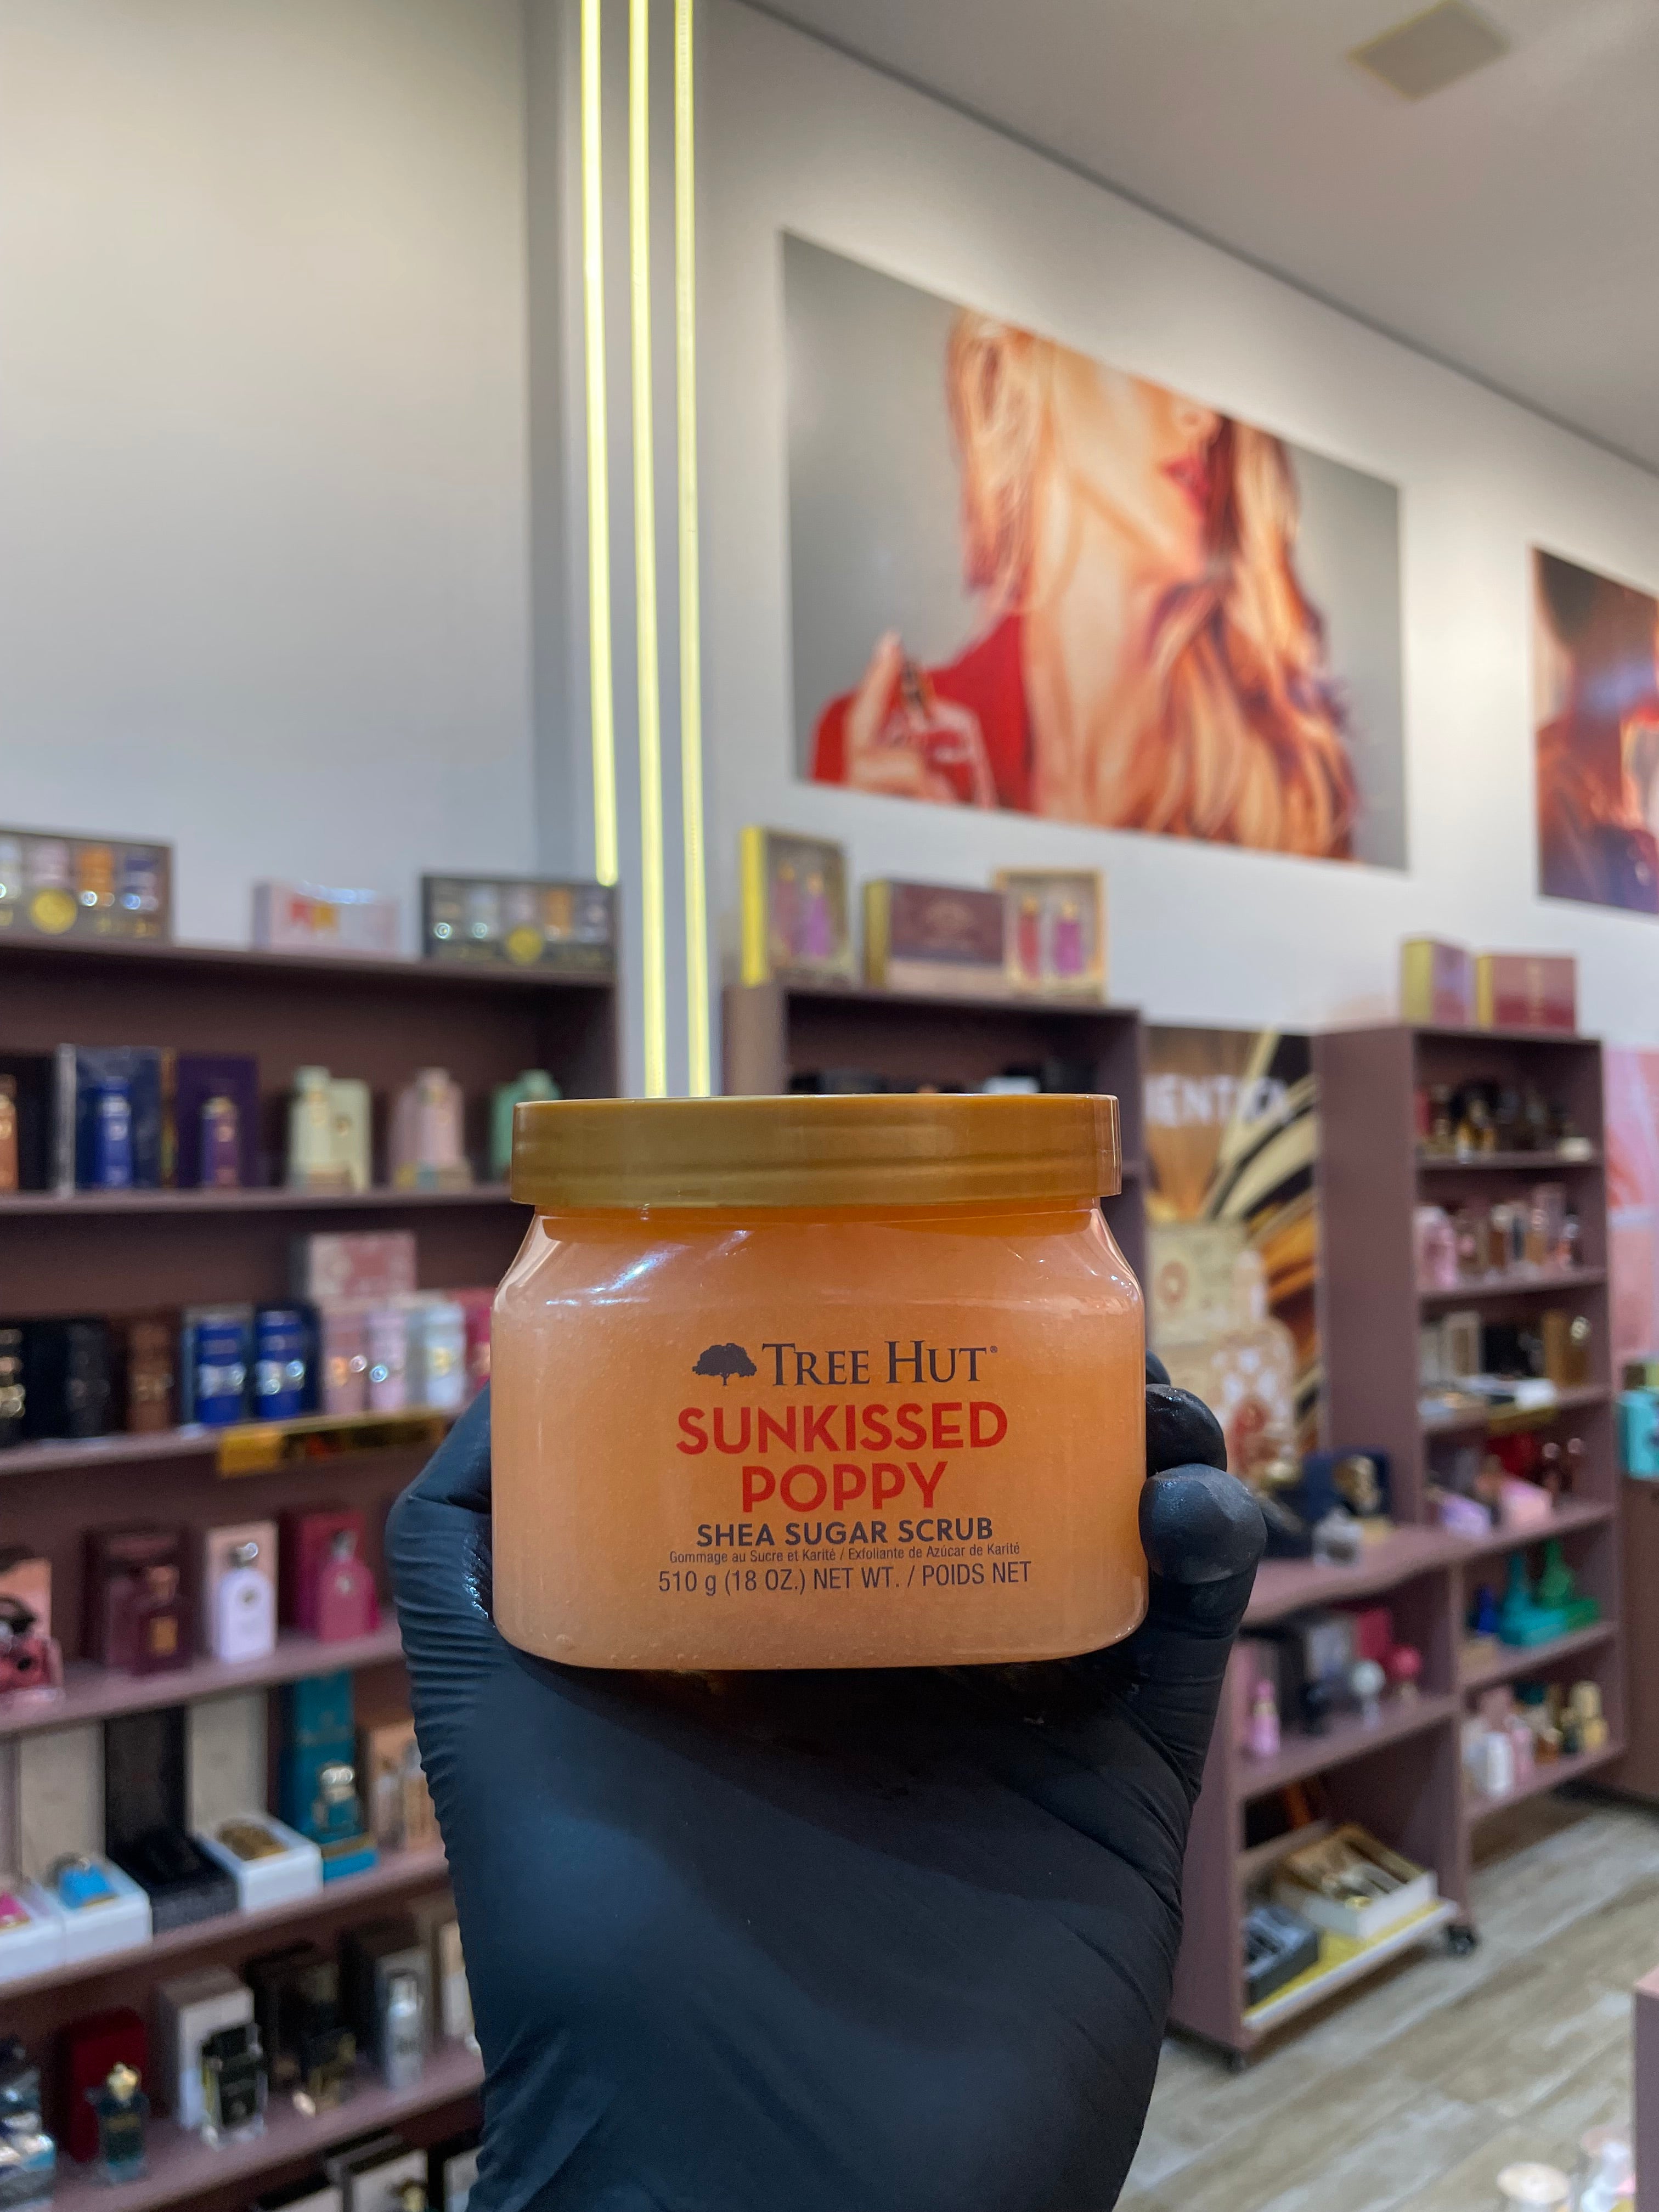 TREE HUT®
SUNKISSED
POPPY
SHEA SUGAR SCRUB
Gommage au Sucre et Karité / Exfoliante de Azúcar de Karité
510 g (18 OZ.) NET WT. / POIDS NET